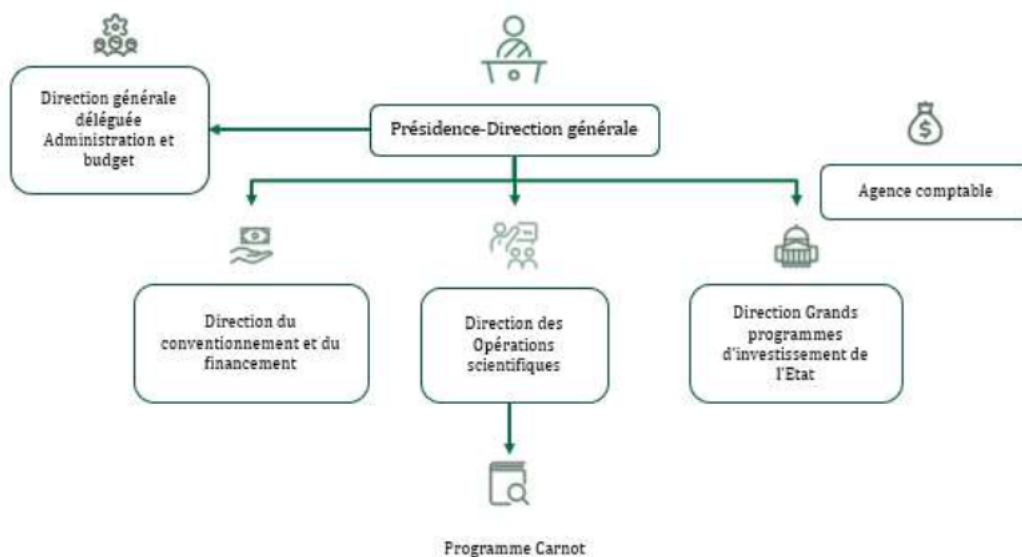 Direction générale
déléguée
Administration et
budget
Présidence-Direction générale
Agence comptable
Direction du
conventionnement et du
financement
Direction des
Opérations
scientifiques
Direction Grands
programmes
d'investissement de
l'Etat
Programme Carnot